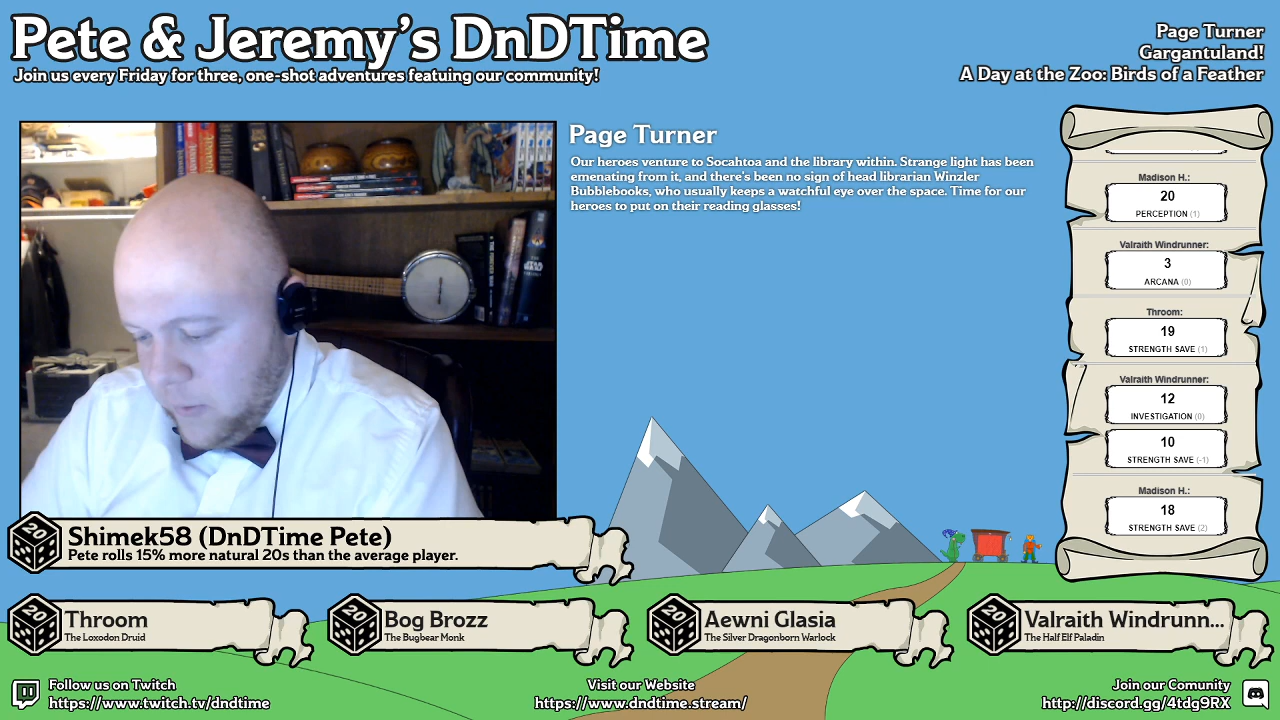 Pete & Jeremy's DnDTime
Join us every Friday for three, one-shot adventures featuing our community!
Page Turner
Gargantuland!
A Day at the Zoo: Birds of a Feather
Page Turner
Our heroes venture to Socahtoa and the library within. Strange light has been
emenating from it, and there's been no sign of head librarian Winzler
Bubblebooks, who usually keeps a watchful eye over the space. Time for our
heroes to put on their reading glasses!
Madison H.:
20
PERCEPTION (1)
Valraith Windrunner:
3
ARCANA (0)
Throom:
19
STRENGTH SAVE (1)
Valraith Windrunner:
12
INVESTIGATION (0)
10
STRENGTH SAVE (-1)
Madison H.:
18
STRENGTH SAVE (2)
STAR WARS
20
Shimek58 (DnDTime Pete)
Pete rolls 15% more natural 20s than the average player.
20
Throom
The Loxodon Druid
20
Bog Brozz
The Bugbear Monk
20
Aewni Glasia
The Silver Dragonborn Warlock
20
Valraith Windrunn...
The Half Elf Paladin
Follow us on Twitch
https://www.twitch.tv/dndtime
Visit our Website
https://www.dndtime.stream/
Join our Comunity
http://discord.gg/4tdg9RX